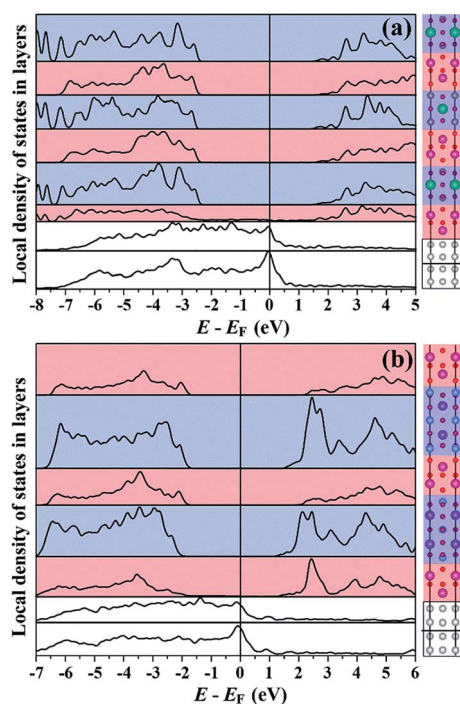 (a)
Local density of states in layers
-8 -7 -6 -5 -4 -3 -2 -1 0 1 2 3 4 5
E - EF (eV)
(b)
Local density of states in layers
-7 -6 -5 -4 -3 -2 -1 0 1 2 3 4 5 6
E - EF (eV)